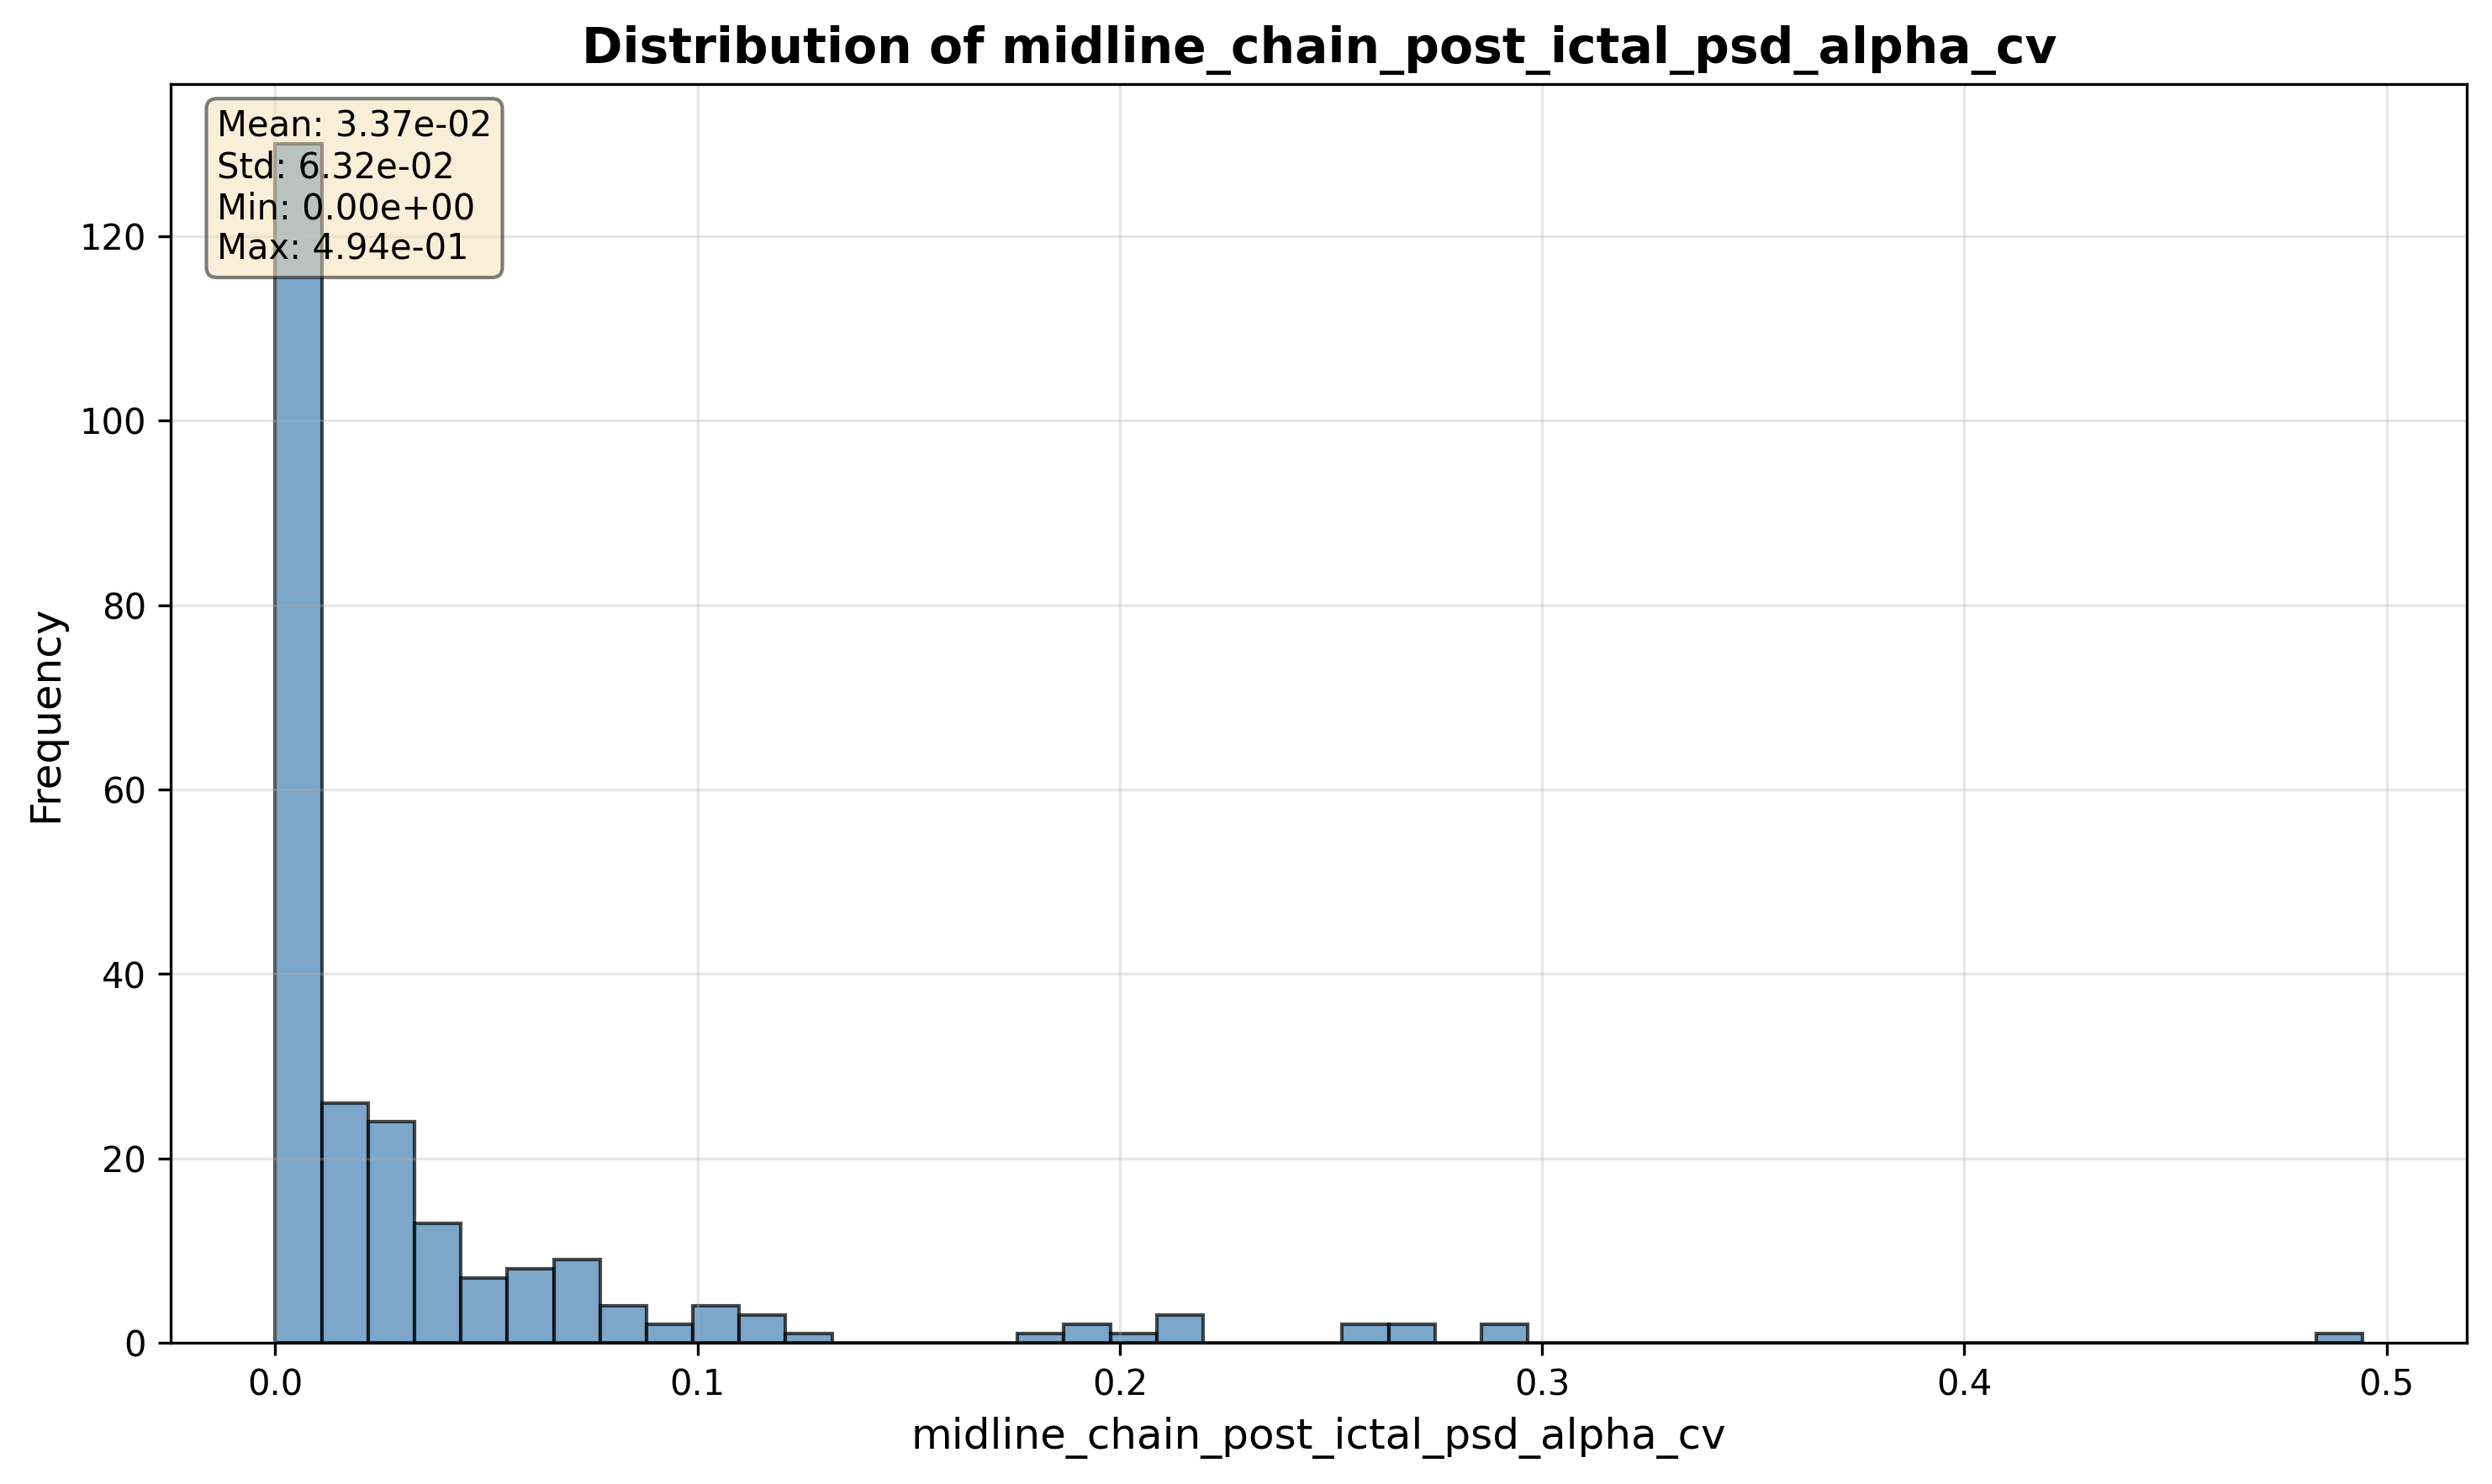 Distribution of midline_chain_post_ictal_psd_alpha_cv
Mean: 3.37e-02
Std: 6.32e-02
Min: 0.00e+00
Max: 4.94e-01
120
100
80
60
40
20
0
Frequency
0.0 0.1 0.2 0.3 0.4 0.5
midline_chain_post_ictal_psd_alpha_cv